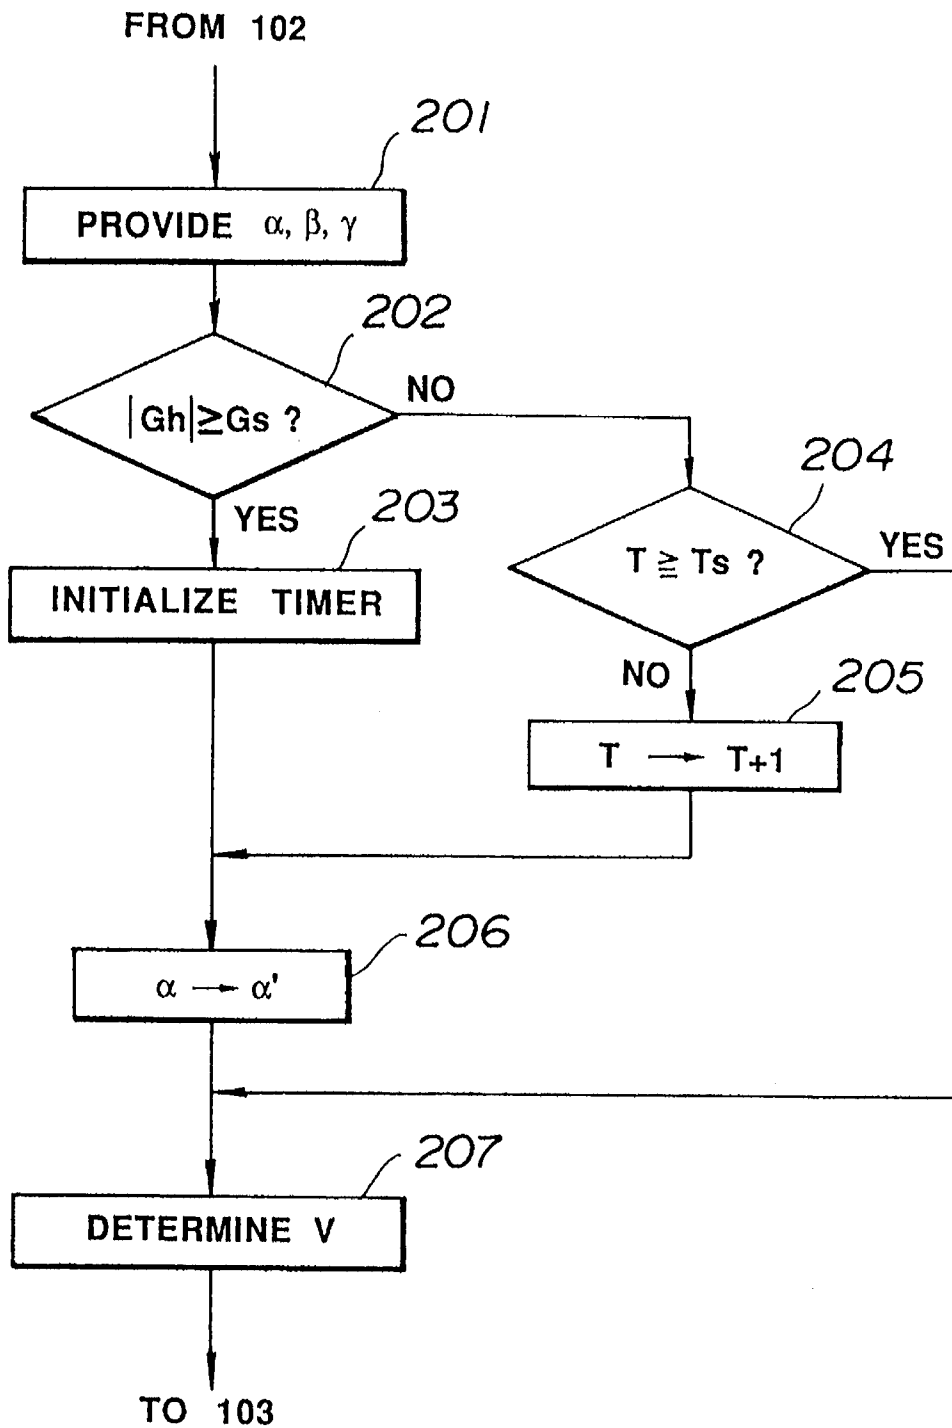 FROM 102
201
PROVIDE α, β, γ
202
|Gh|≥Gs ?
NO
YES
203
INITIALIZE TIMER
204
T ≧ Ts ?
YES
NO
205
T → T+1
206
α → α'
207
DETERMINE V
TO 103